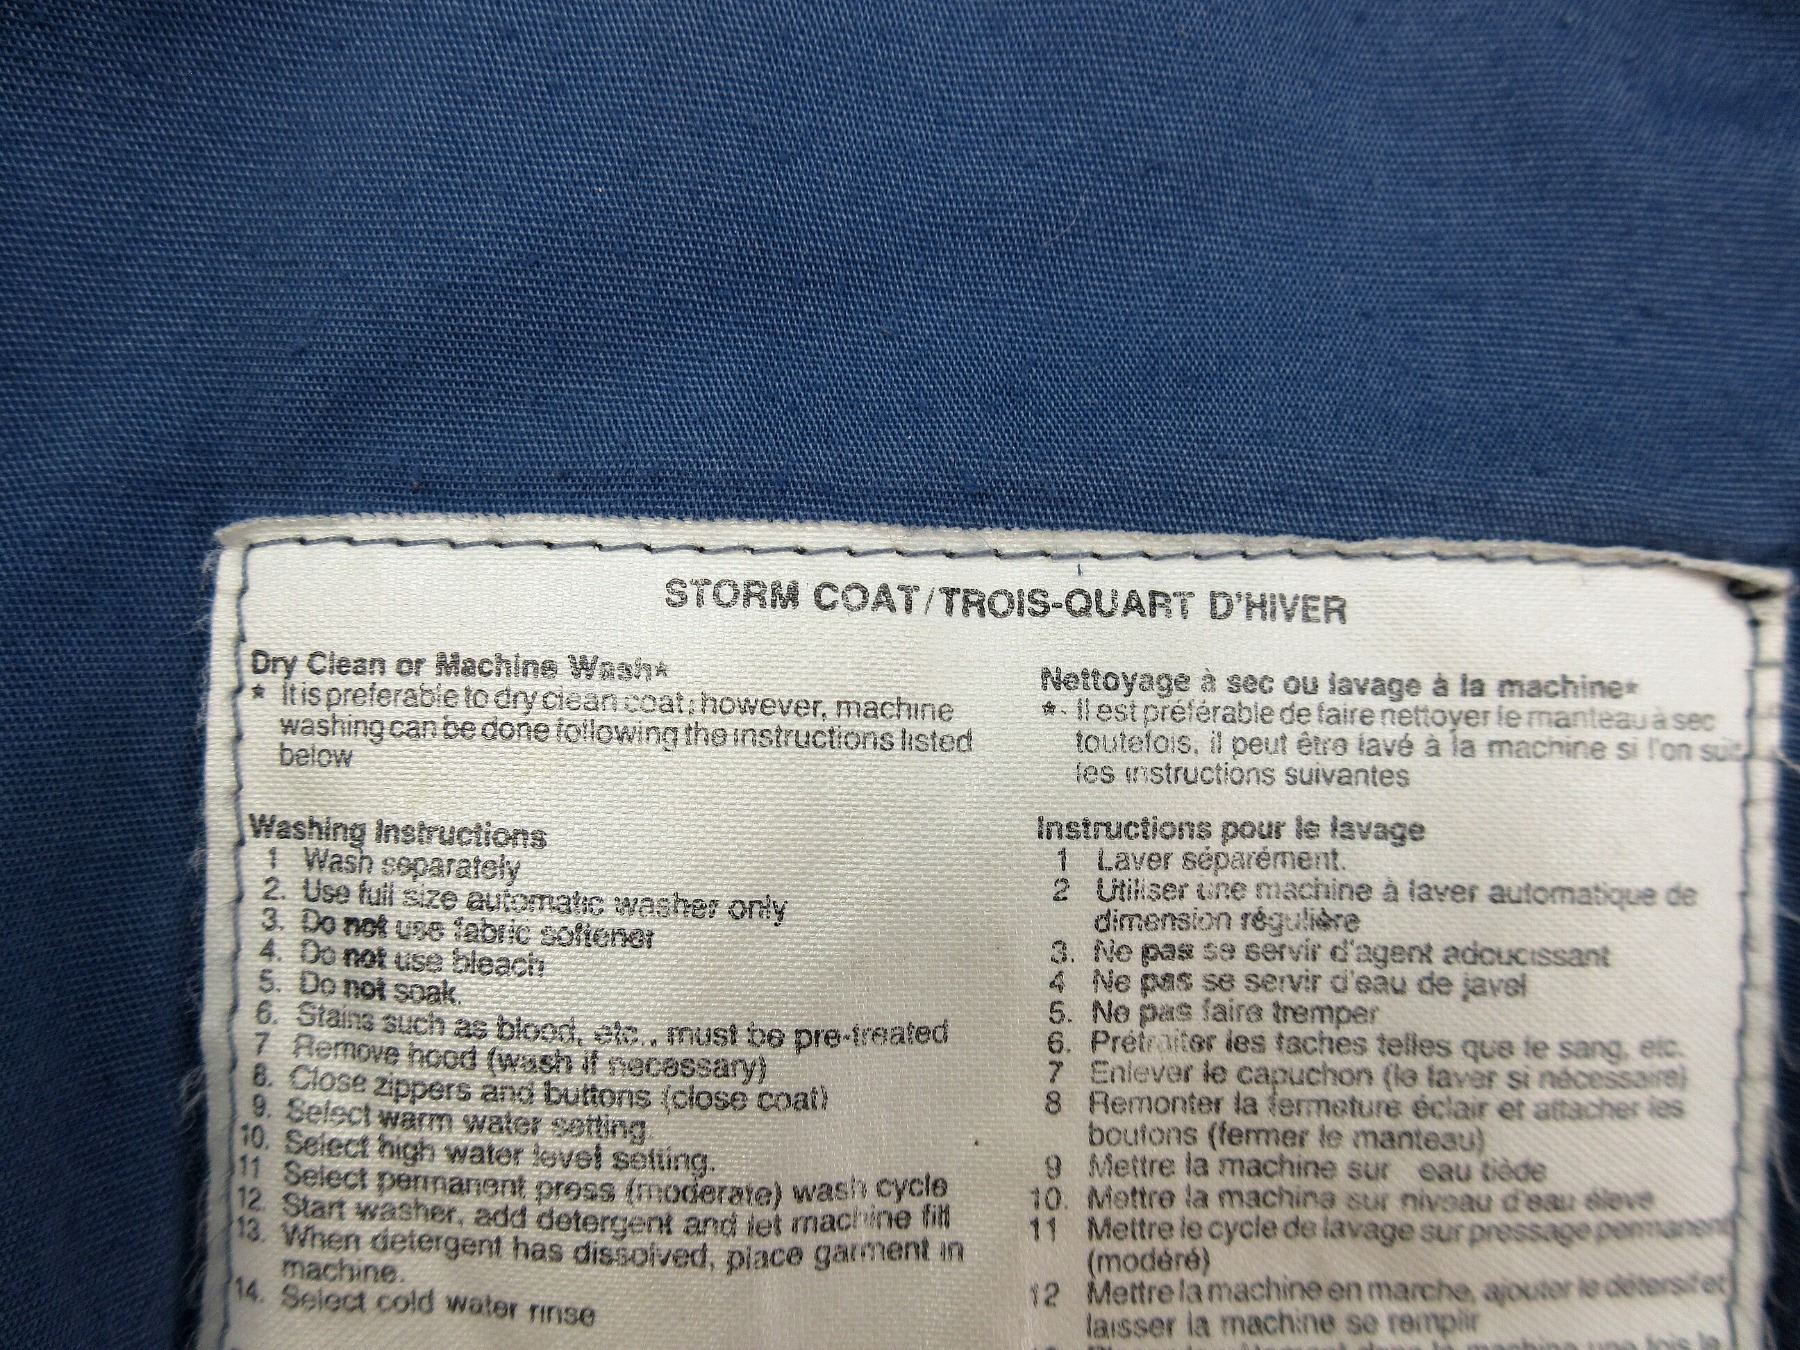 STORM COAT/TROIS-QUART D'HIVER
Dry Clean or Machine Wash*
* It is preferable to dry clean coat; however, machine
washing can be done following the instructions listed
below
Washing Instructions
1 Wash separately
2. Use full size automatic washer only
3. Do not use fabric softener
4. Do not use bleach
5. Do not soak.
6. Stains such as blood, etc., must be pre-treated
7 Remove hood (wash if necessary)
8. Close zippers and buttons (close coat)
9. Select warm water setting.
10. Select high water level setting.
11 Select permanent press (moderate) wash cycle
12. Start washer, add detergent and let machine fill
13. When detergent has dissolved, place garment in
machine.
14. Select cold water rinse
Nettoyage à sec ou lavage à la machine*
*. Il est préférable de faire nettoyer le manteau à sec
toutefois, il peut être lavé à la machine si l'on suit
les instructions suivantes
Instructions pour le lavage
1 Laver séparément.
2 Utiliser une machine à laver automatique de
dimension régulière
3. Ne pas se servir d'agent adoucissant
4 Ne pas se servir d'eau de javel
5. Ne pas faire tremper
6. Prétraiter les taches telles que le sang, etc.
7 Enlever le capuchon (le laver si nécessaire)
8 Remonter la fermeture éclair et attacher les
boutons (fermer le manteau)
9 Mettre la machine sur eau tiède
10. Mettre la machine sur niveau d'eau élevé
11 Mettre le cycle de lavage sur pressage permanent
(modéré)
12 Mettre la machine en marche, ajouter le détersif et
laisser la machine se remplir
dans la machine une fois le